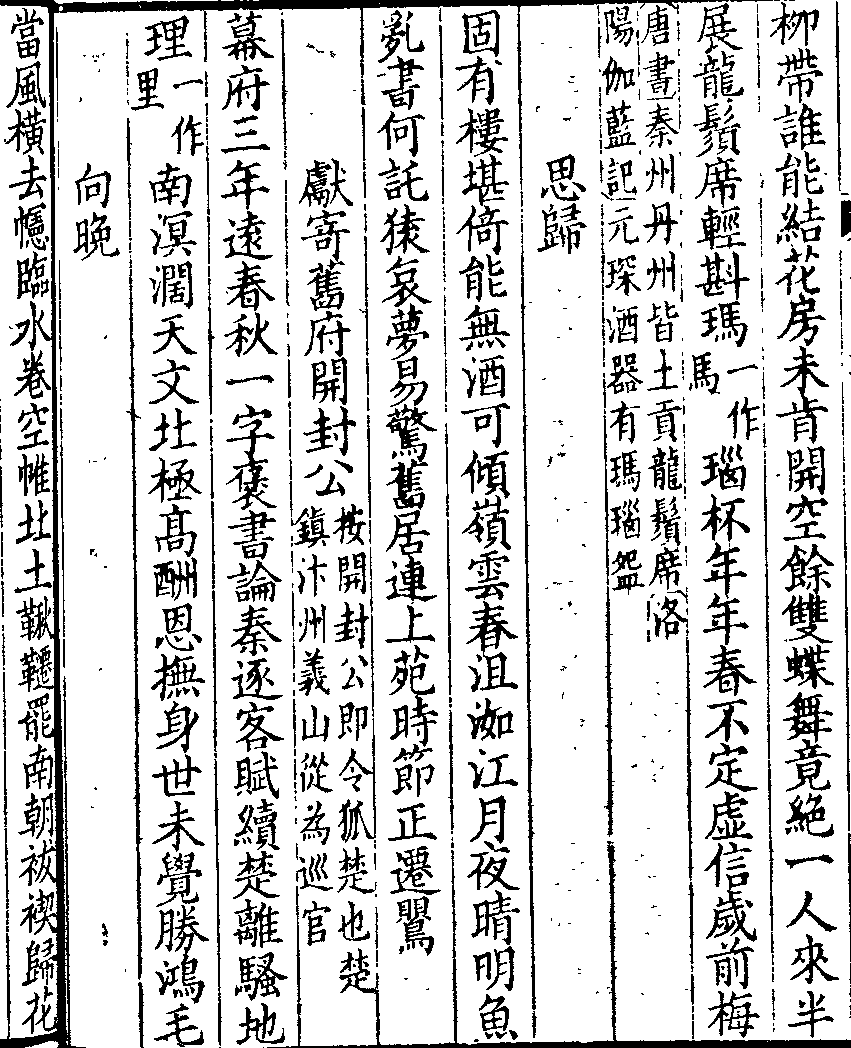 柳帶誰能結花房未肯開空餘雙蝶舞竟絕一人來半
展龍鬚席輕斟瑪一作馬瑙杯年年春不定虛信歲前梅
唐書秦州丹州皆土貢龍鬚席洛
陽伽藍記元琛酒器有瑪瑙盌
思歸
固有樓堪倚能無酒可傾嶺雲春沮洳江月夜晴明魚
亂書何託猿哀夢易驚舊居連上苑時節正遷鶯
獻寄舊府開封公按開封公即令狐楚也楚
鎮汴州義山從為巡官
幕府三年遠春秋一字褒書論秦逐客賦續楚離騷地
理一作里南溟濶天文北極高酬恩撫身世未覺勝鴻毛
向晚
當風橫去幰臨水卷空帷北土鞦韆罷南朝祓禊歸花